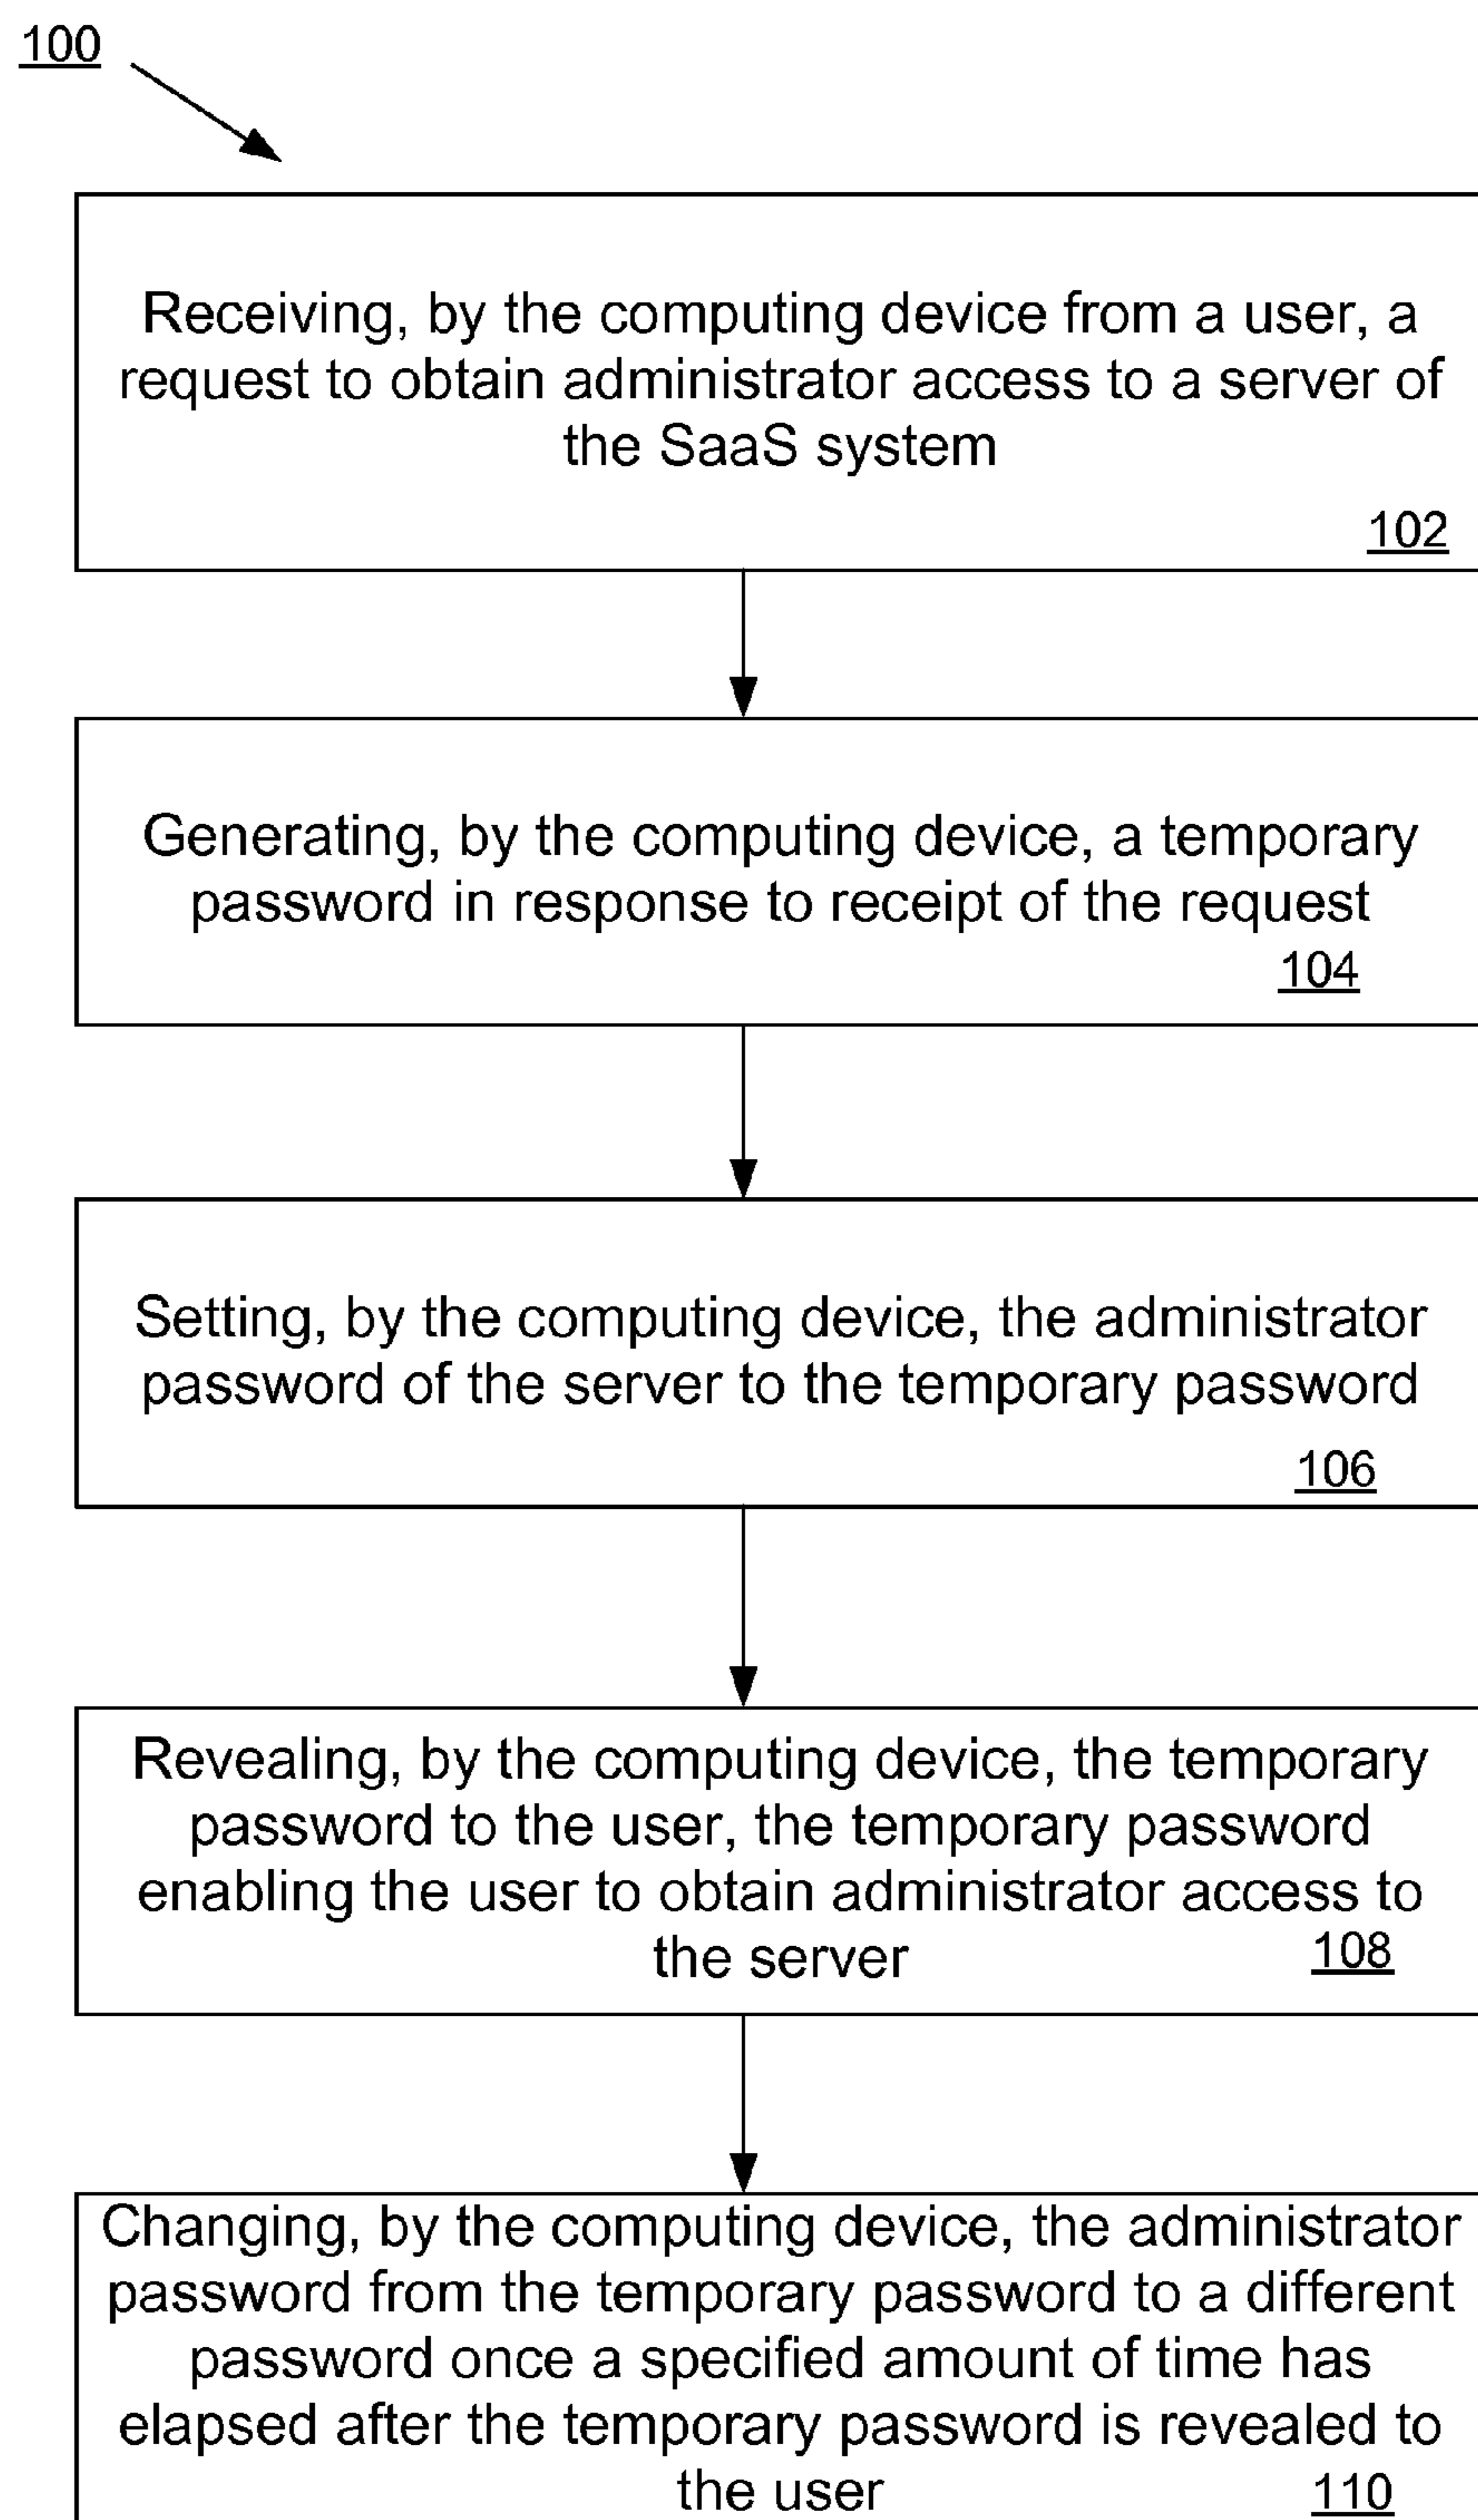 100
Receiving, by the computing device from a user, a
request to obtain administrator access to a server of
the SaaS system
102
Generating, by the computing device, a temporary
password in response to receipt of the request
104
Setting, by the computing device, the administrator
password of the server to the temporary password
106
Revealing, by the computing device, the temporary
password to the user, the temporary password
enabling the user to obtain administrator access to
the server
108
Changing, by the computing device, the administrator
password from the temporary password to a different
password once a specified amount of time has
elapsed after the temporary password is revealed to
the user
110